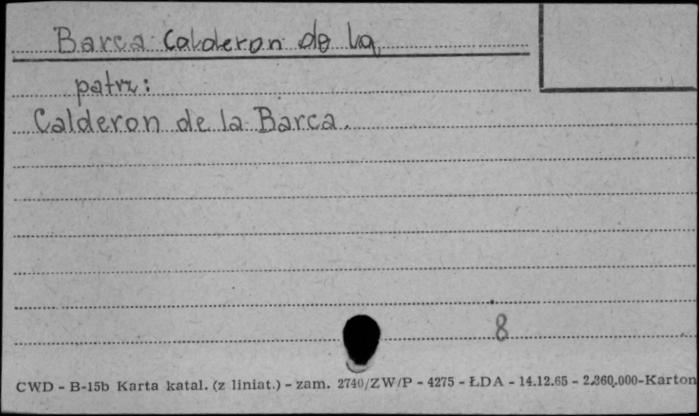 Barca Calderon de la
patrz:
Calderon de la Barca.
8
CWD - B-15b Karta katal. (z liniat.) - zam. 2740/ZW/P - 4275 - ŁDA - 14.12.65 - 2.360.000-Karton